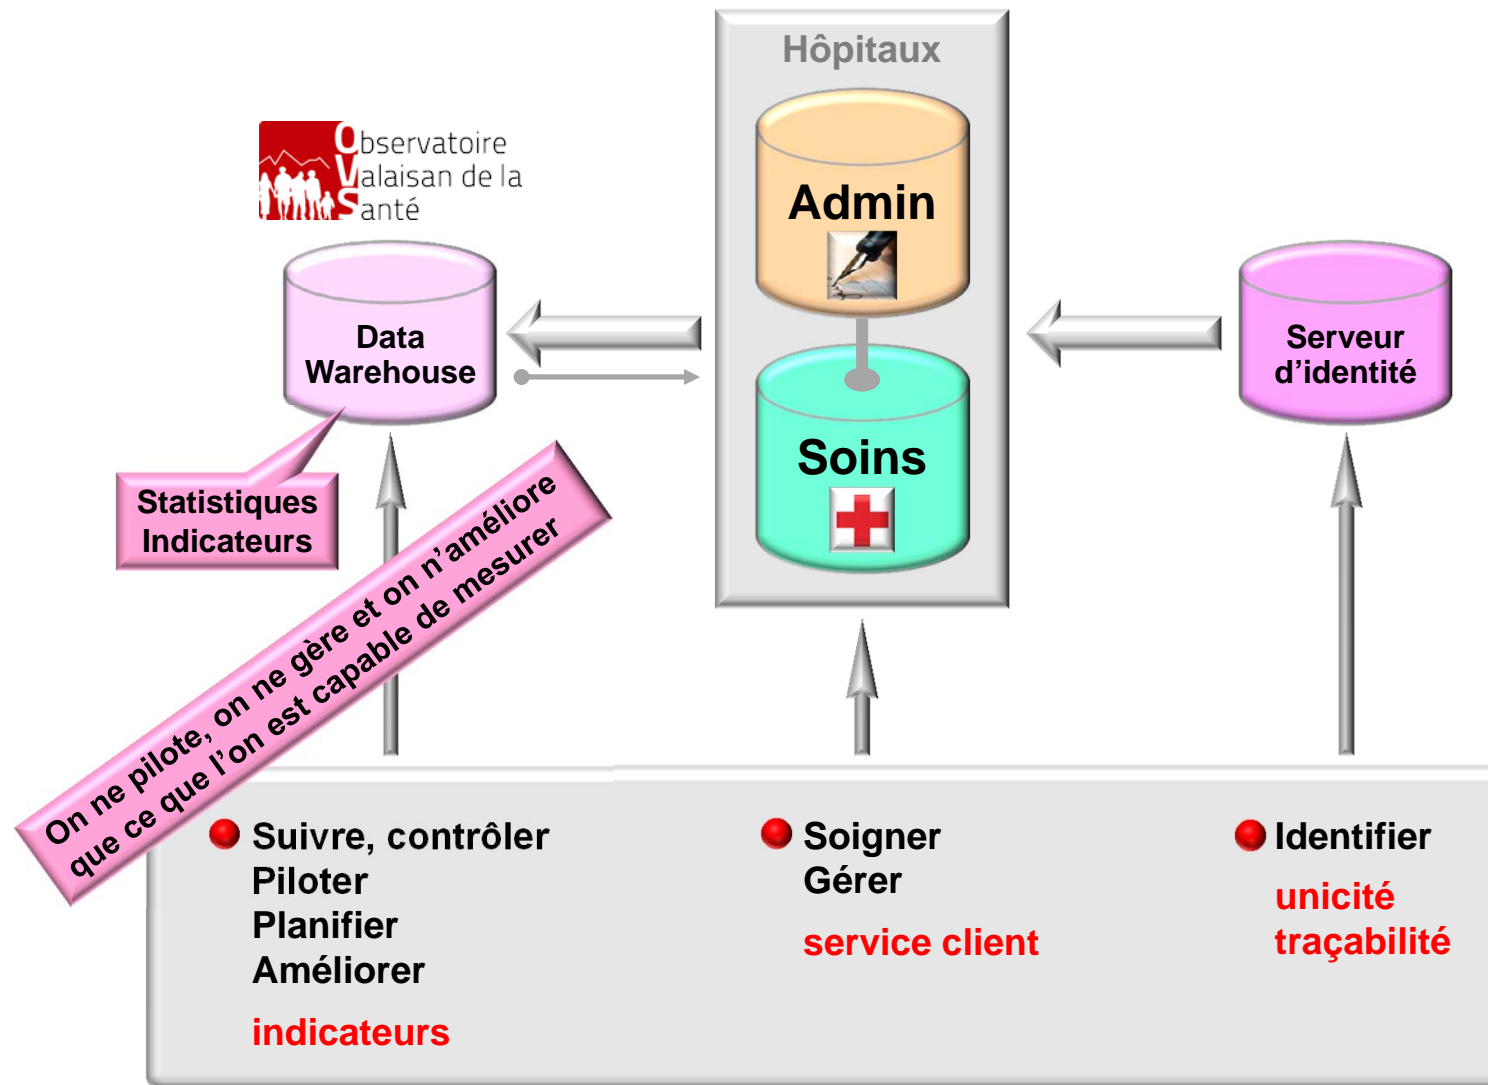 Hôpitaux
Observatoire
Valaisan de la
Santé
Admin
Data
Warehouse
Serveur
d’identité
Soins
Statistiques
Indicateurs
On ne pilote, on ne gère et on n’améliore
que ce que l’on est capable de mesurer
Suivre, contrôler
Piloter
Planifier
Améliorer
indicateurs
Soigner
Gérer
service client
Identifier
unicité
traçabilité